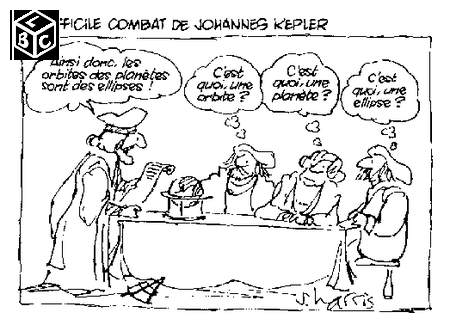 LBC
FFICILE COMBAT DE JOHANNES KEPLER
Ainsi donc, les
orbites des planètes
sont des ellipses !
C'est
quoi, une
orbite ?
C'est
quoi, une
planète ?
C'est
quoi, une
ellipse ?
S. harris